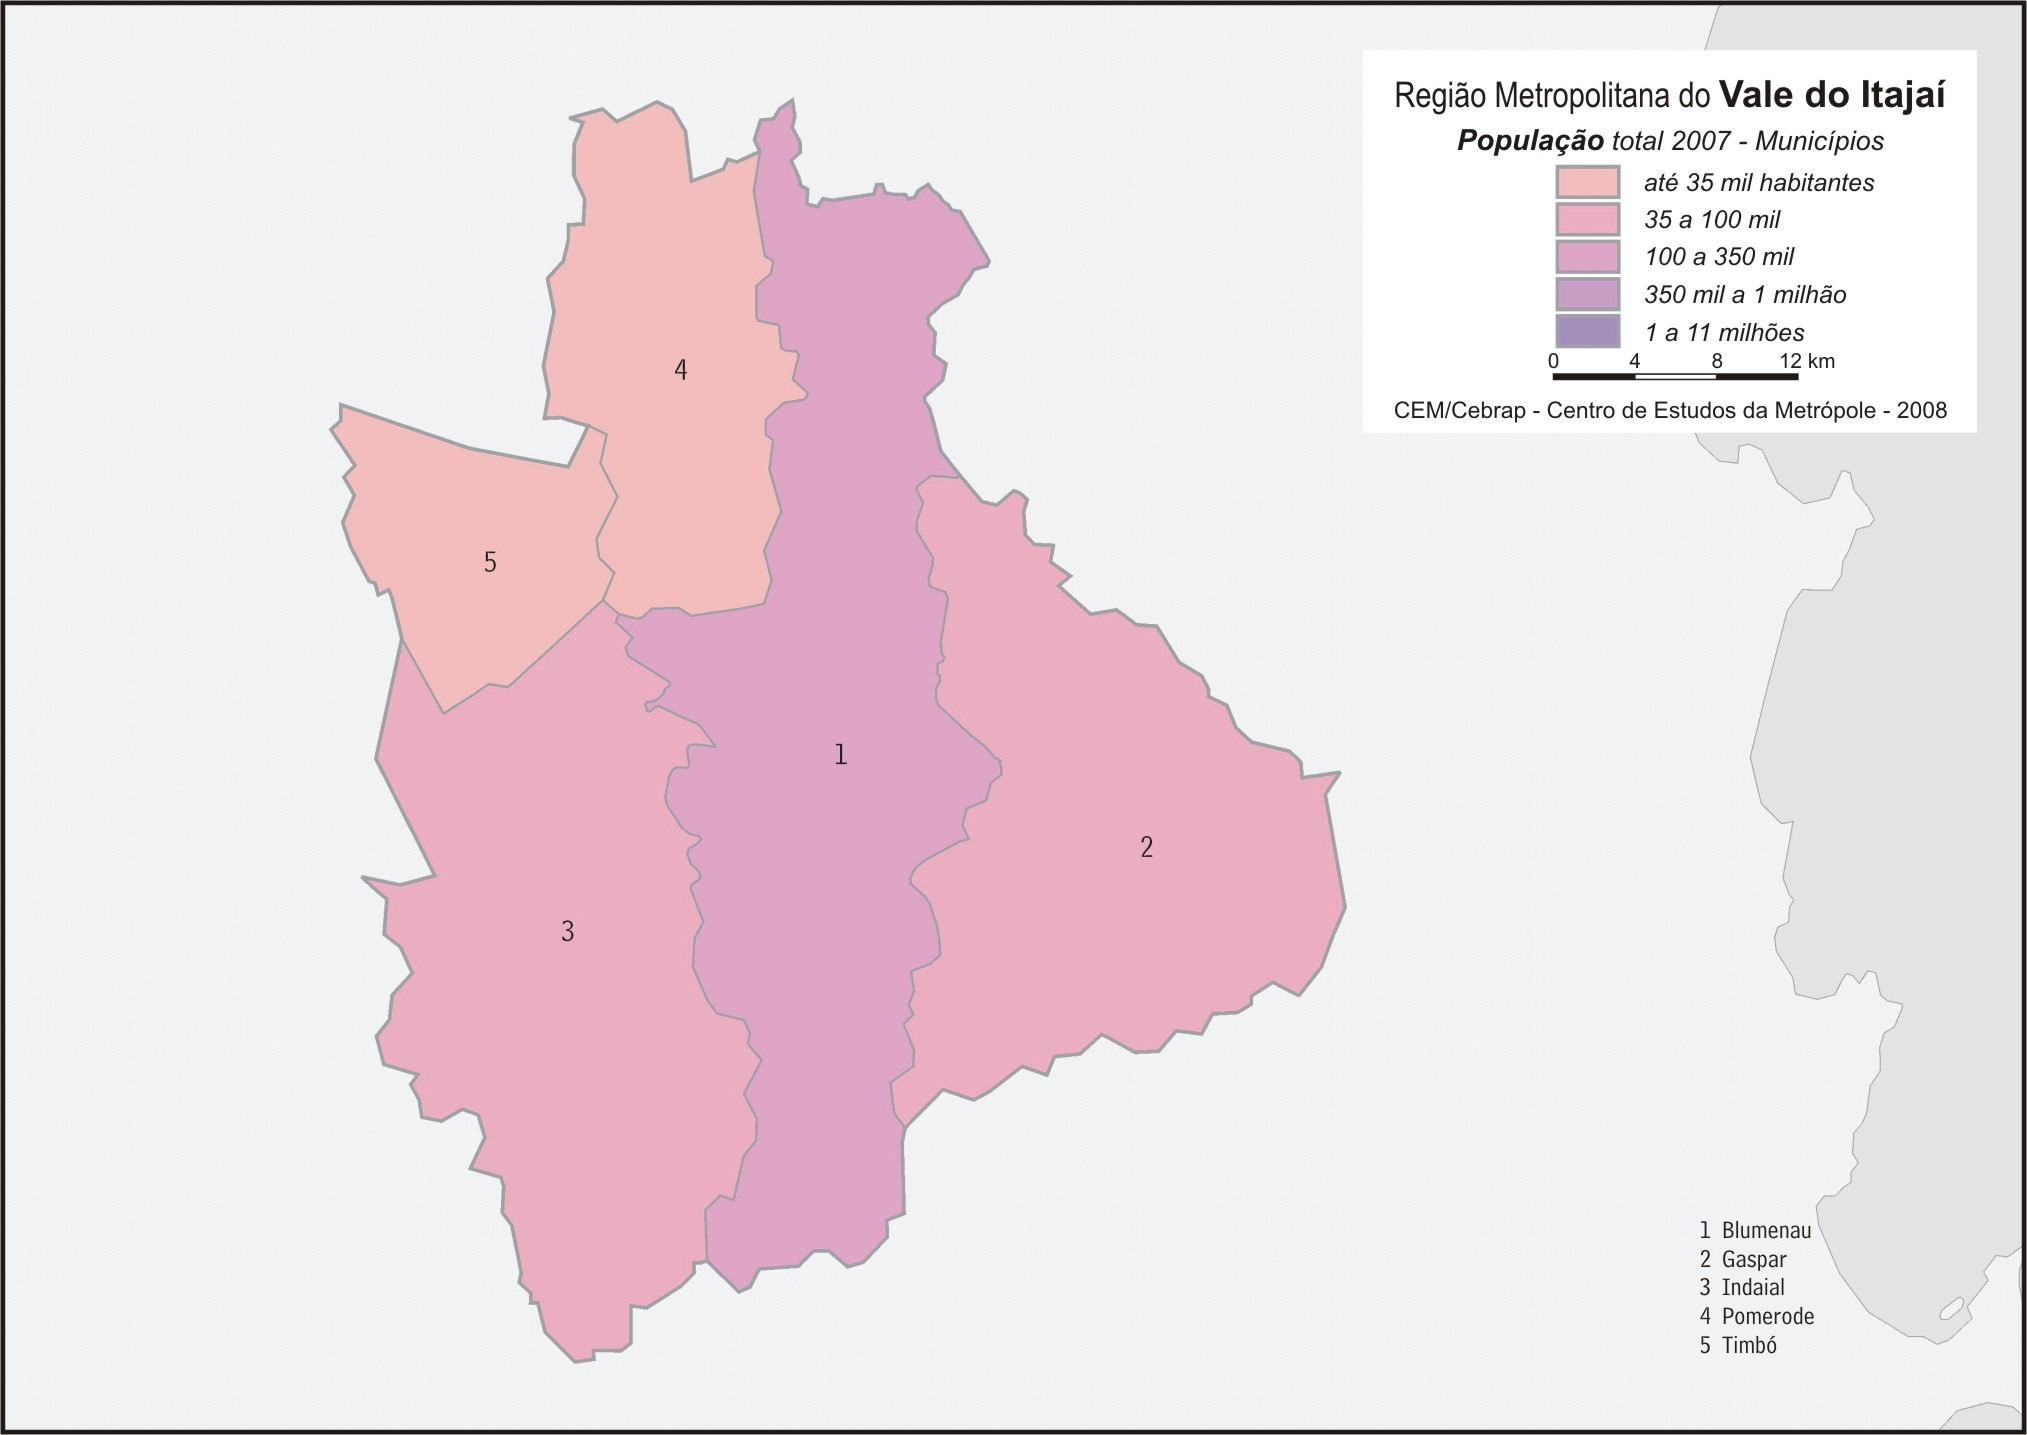 Região Metropolitana do Vale do Itajaí
População total 2007 - Municípios
até 35 mil habitantes
35 a 100 mil
100 a 350 mil
350 mil a 1 milhão
1 a 11 milhões
0 4 8 12 km
CEM/Cebrap - Centro de Estudos da Metrópole - 2008
4
5
1
2
3
1 Blumenau
2 Gaspar
3 Indaial
4 Pomerode
5 Timbó